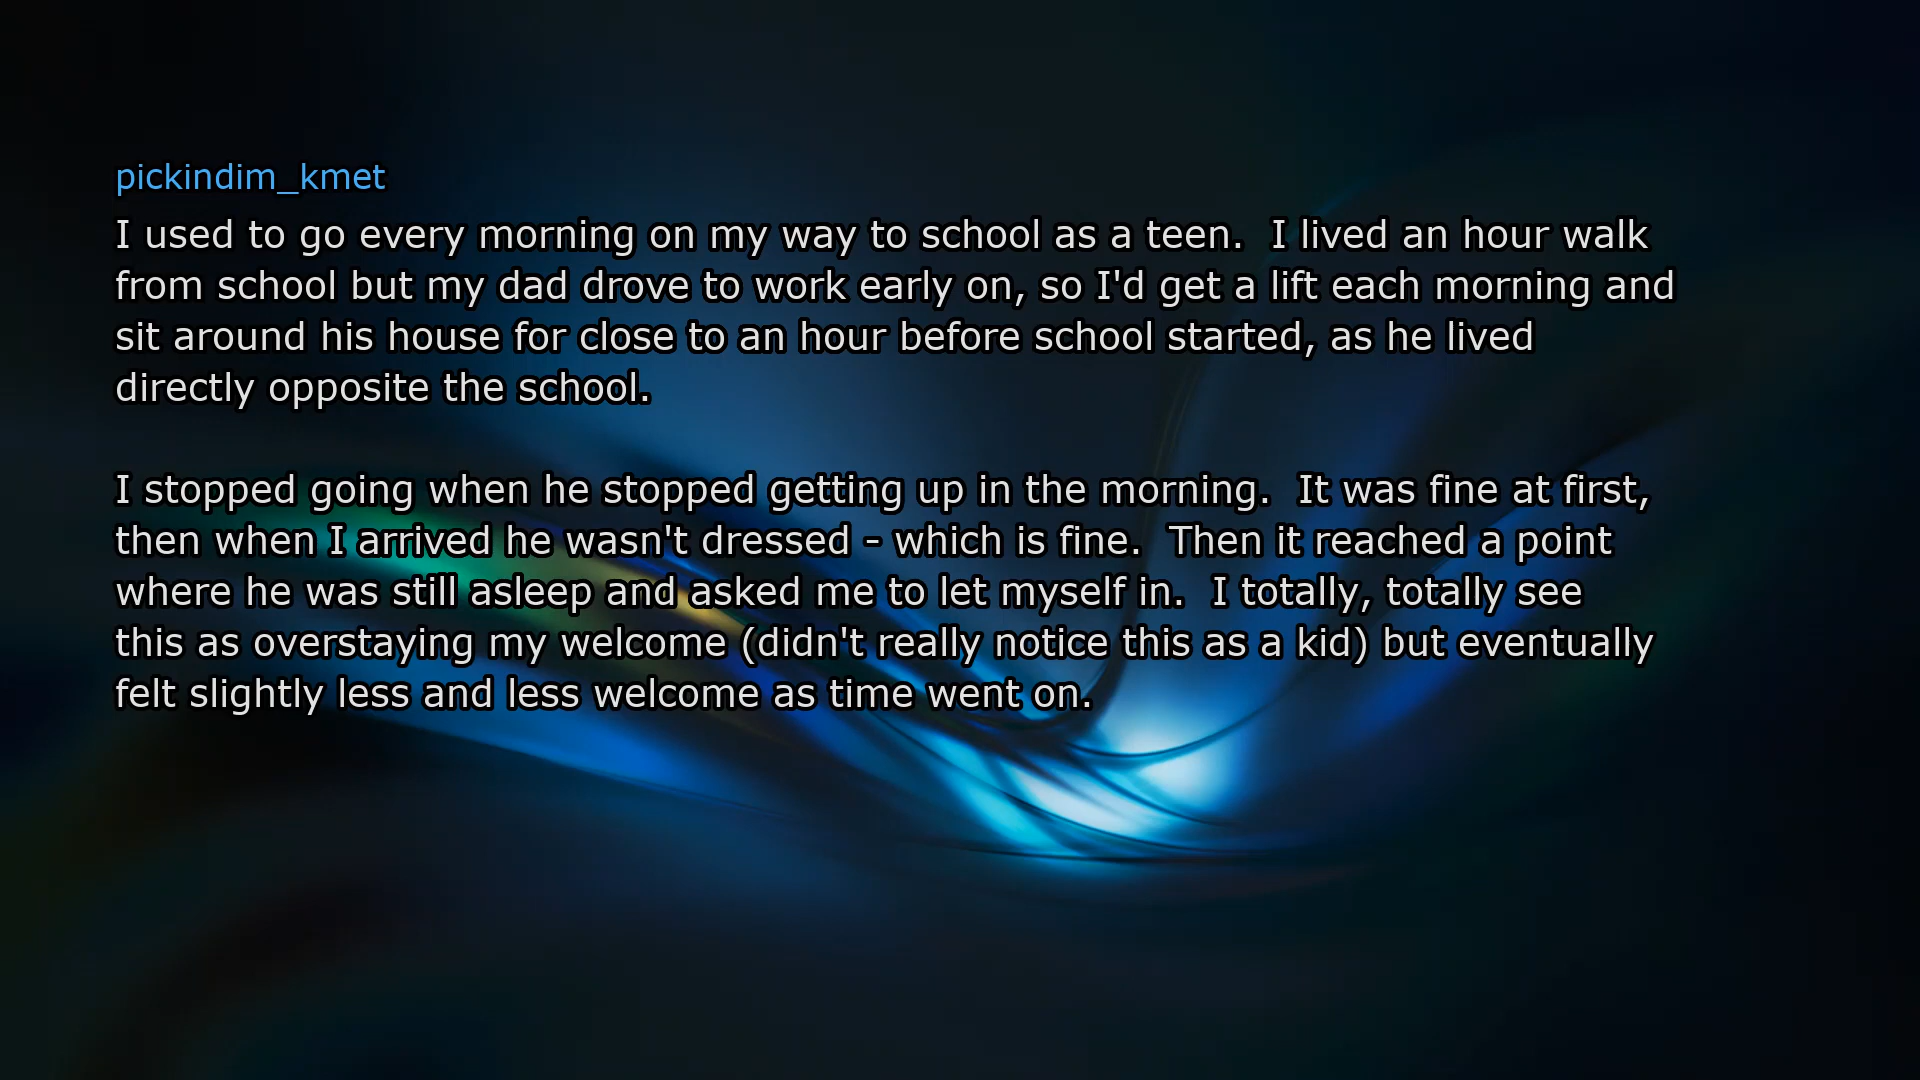 pickindim_kmet
I used to go every morning on my way to school as a teen.  I lived an hour walk
from school but my dad drove to work early on, so I'd get a lift each morning and
sit around his house for close to an hour before school started, as he lived
directly opposite the school.
I stopped going when he stopped getting up in the morning.  It was fine at first,
then when I arrived he wasn't dressed - which is fine.  Then it reached a point
where he was still asleep and asked me to let myself in.  I totally, totally see
this as overstaying my welcome (didn't really notice this as a kid) but eventually
felt slightly less and less welcome as time went on.